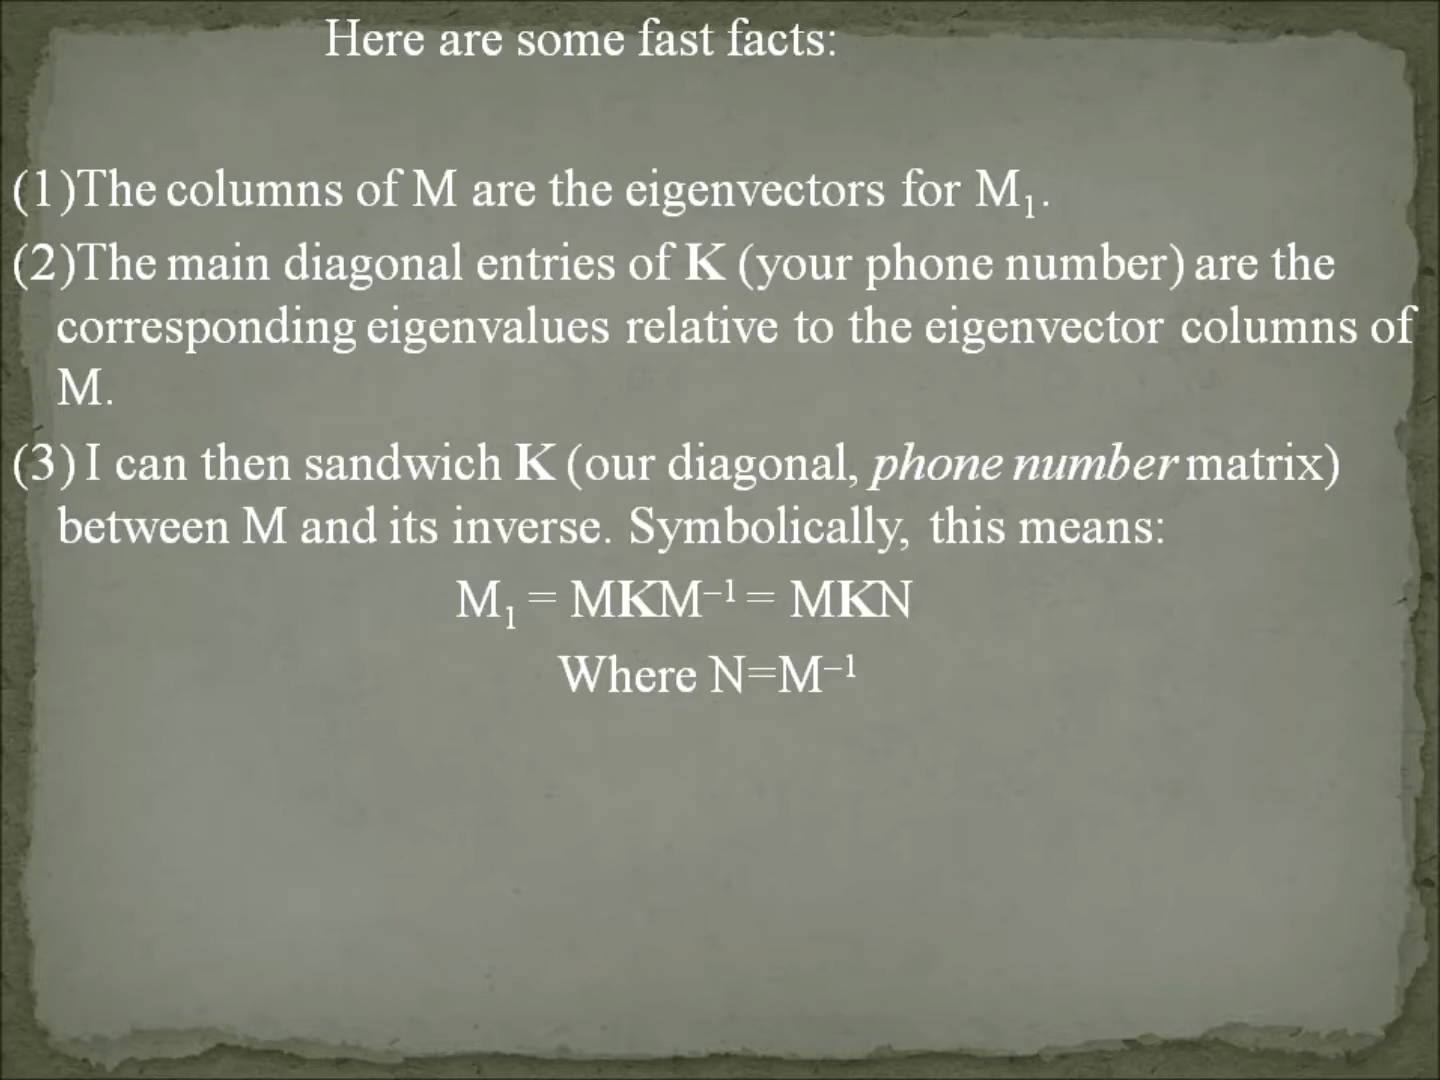 Here are some fast facts:
(1)The columns of M are the eigenvectors for M₁.
(2)The main diagonal entries of K (your phone number) are the
corresponding eigenvalues relative to the eigenvector columns of
M.
(3) I can then sandwich K (our diagonal, phone number matrix)
between M and its inverse. Symbolically, this means:
M₁ = MKM⁻¹ = MKN
Where N=M⁻¹